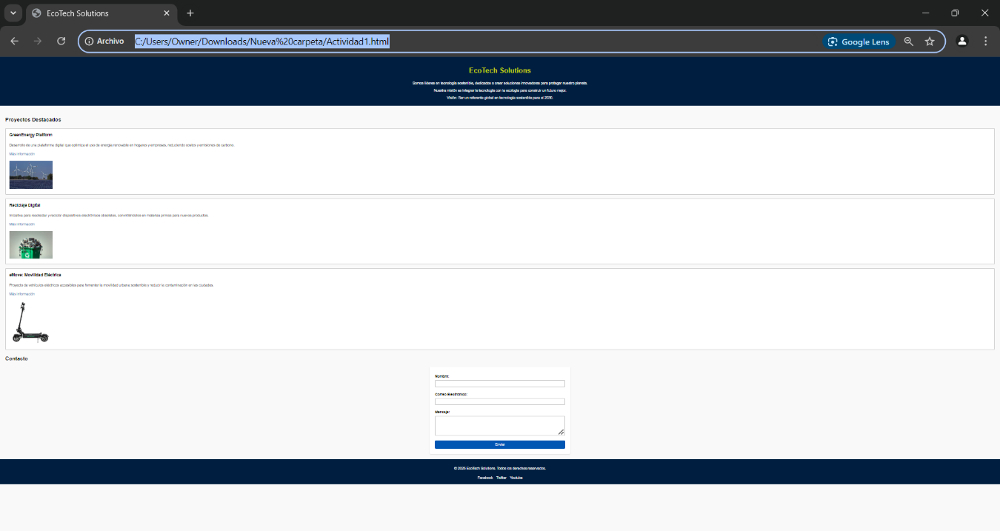 EcoTech Solutions
Archivo
C:/Users/Owner/Downloads/Nueva%20carpeta/Actividad1.html
Google Lens
EcoTech Solutions
Somos líderes en tecnología sostenible, dedicados a crear soluciones innovadoras para proteger nuestro planeta.
Nuestra misión es integrar la tecnología con la ecología para construir un futuro mejor.
Visión: Ser un referente global en tecnología sostenible para el 2030.
Proyectos Destacados
GreenEnergy Platform
Desarrollo de una plataforma digital que optimiza el uso de energía renovable en hogares y empresas, reduciendo costos y emisiones de carbono.
Más información
Reciclaje Digital
Iniciativa para recolectar y reciclar dispositivos electrónicos obsoletos, convirtiéndolos en materias primas para nuevos productos.
Más información
eMove: Movilidad Eléctrica
Proyecto de vehículos eléctricos accesibles para fomentar la movilidad urbana sostenible y reducir la contaminación en las ciudades.
Más información
Contacto
Nombre:
Correo Electrónico:
Mensaje:
Enviar
© 2025 EcoTech Solutions. Todos los derechos reservados.
Facebook Twitter Youtube